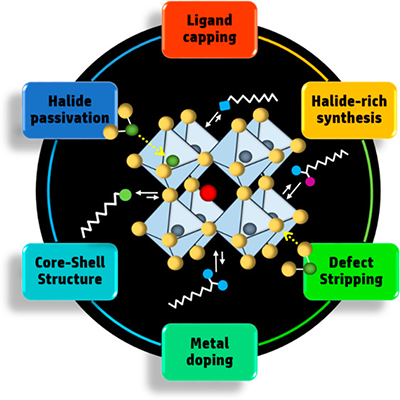 Ligand
capping
Halide
passivation
Halide-rich
synthesis
Core-Shell
Structure
Defect
Stripping
Metal
doping